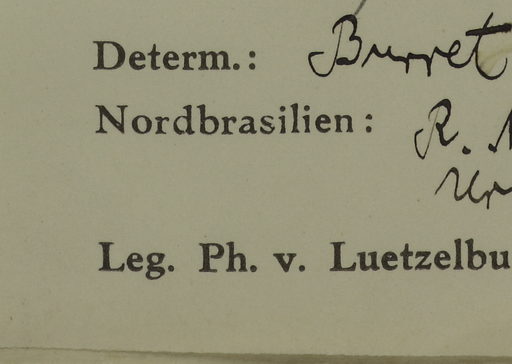 Determ.: Burret
Nordbrasilien: R.
Leg. Ph. v. Luetzelbu